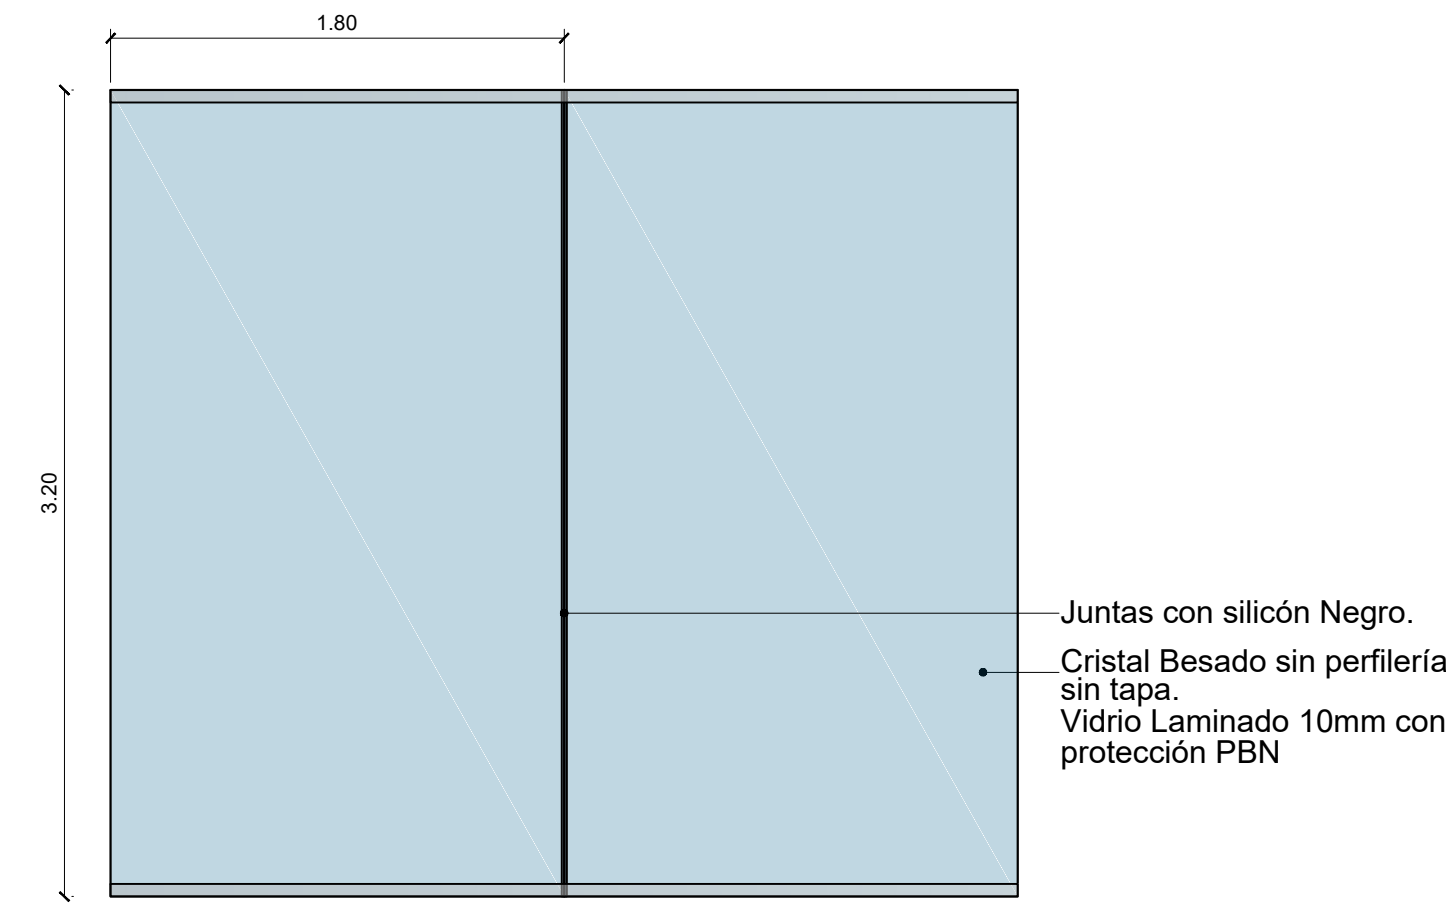 1.80
3.20
Juntas con silicón Negro.
Cristal Besado sin perfilería
sin tapa.
Vidrio Laminado 10mm con
protección PBN